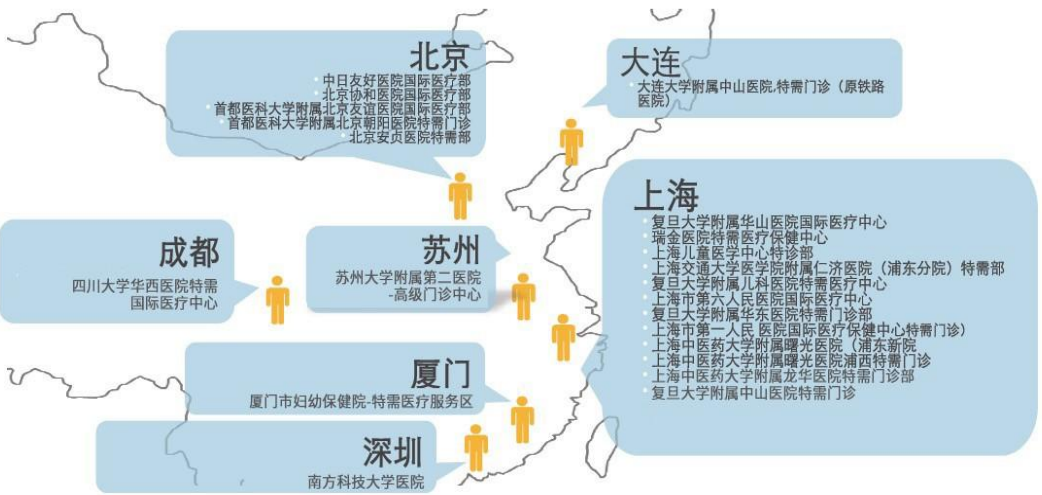 北京
中日友好医院国际医疗部
北京协和医院国际医疗部
首都医科大学附属北京友谊医院国际医疗部
首都医科大学附属北京朝阳医院特需门诊
北京安贞医院特需部
大连
大连大学附属中山医院,特需门诊（原铁路
医院）
上海
复旦大学附属华山医院国际医疗中心
瑞金医院特需医疗保健中心
上海儿童医学中心特诊部
上海交通大学医学院附属仁济医院（浦东分院）特需部
复旦大学附属儿科医院特需医疗中心
上海市第六人民医院国际医疗中心
复旦大学附属华东医院特需门诊部
上海市第一人民 医院国际医疗保健中心特需门诊）
上海中医药大学附属曙光医院（浦东新院
上海中医药大学附属曙光医院浦西特需门诊
上海中医药大学附属龙华医院特需门诊部
复旦大学附属中山医院特需门诊
成都
四川大学华西医院特需
国际医疗中心
苏州
苏州大学附属第二医院
-高级门诊中心
厦门
厦门市妇幼保健院-特需医疗服务区
深圳
南方科技大学医院